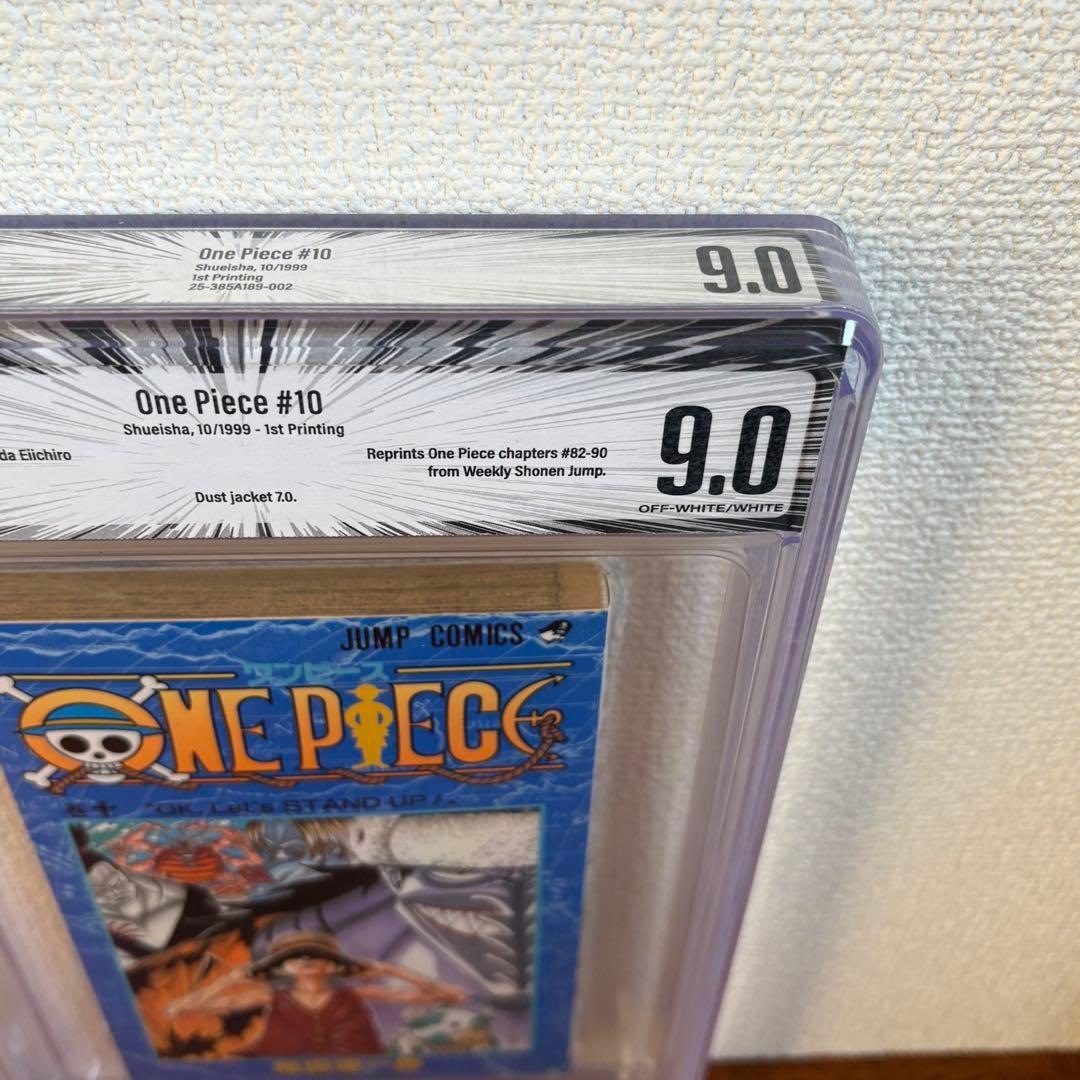 One Piece #10
Shueisha, 10/1999
1st Printing
25-385A189-002
9.0
One Piece #10
Shueisha, 10/1999 - 1st Printing
da Eiichiro
Reprints One Piece chapters #82-90
from Weekly Shonen Jump.
Dust jacket 7.0.
9.0
OFF-WHITE/WHITE
JUMP COMICS
ワンピース
ONE PIECE
巻十 "OK, Let's STAND UP!"